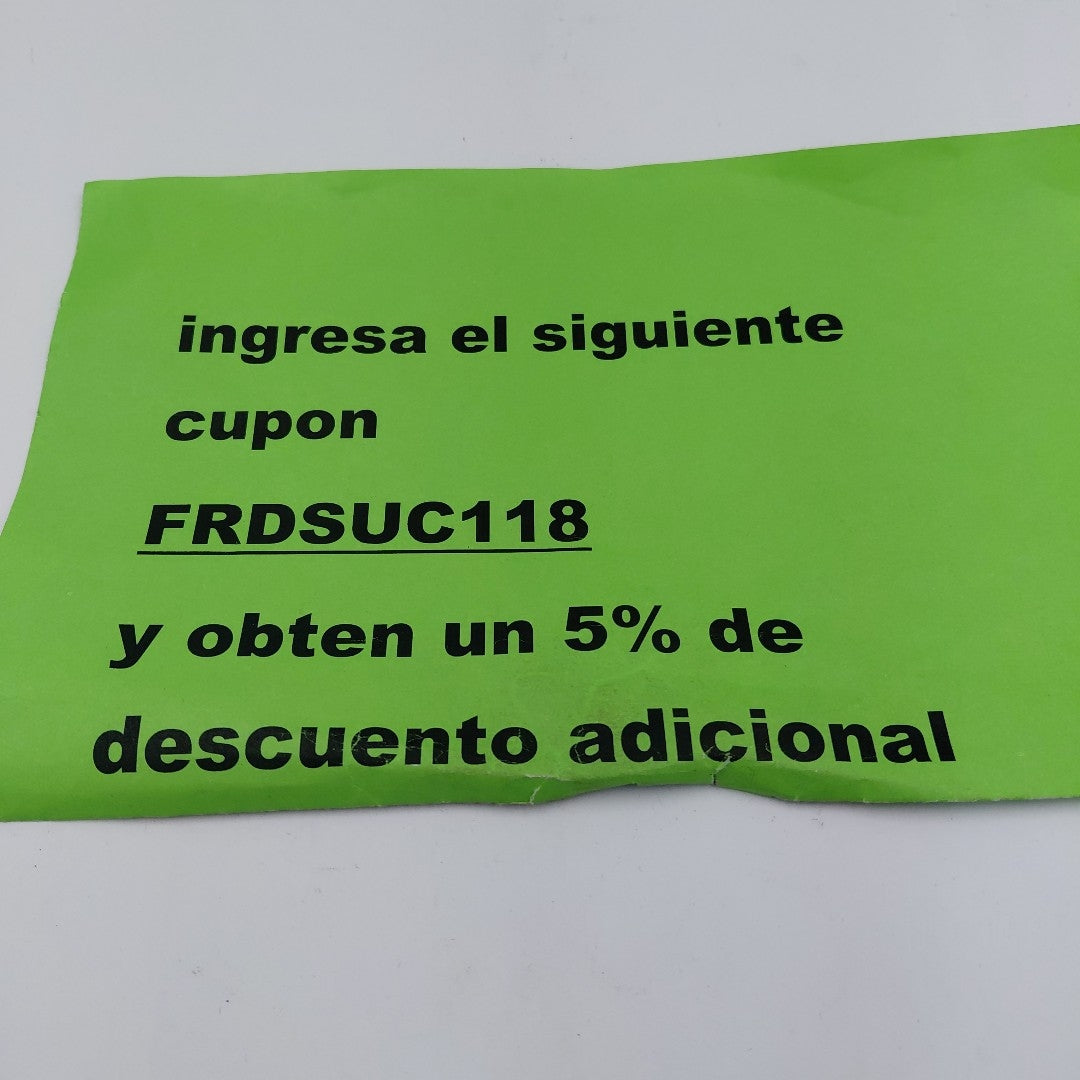 ingresa el siguiente
cupon
FRDSUC118
y obten un 5% de
descuento adicional